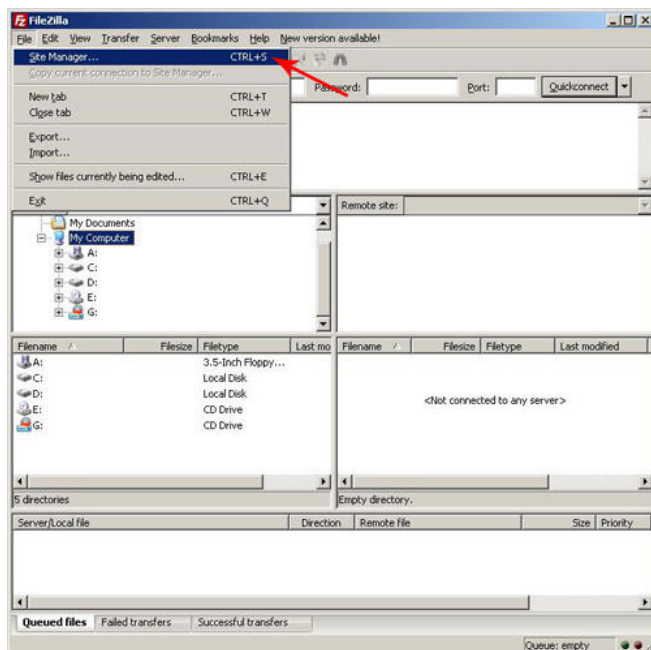 FileZilla
File Edit View Transfer Server Bookmarks Help New version available!
Site Manager... CTRL+S
Copy current connection to Site Manager...
Password: Port: Quickconnect
New tab CTRL+T
Close tab CTRL+W
Export...
Import...
Show files currently being edited... CTRL+E
Exit CTRL+Q
Remote site:
My Documents
My Computer
A:
C:
D:
E:
G:
Filename Filesize Filetype Last mo Filename Filesize Filetype Last modified
A: 3.5-Inch Floppy...
C: Local Disk
D: Local Disk
E: CD Drive
G: CD Drive
<Not connected to any server>
5 directories Empty directory.
Server/Local file Direction Remote file Size Priority
Queued files Failed transfers Successful transfers
Queue: empty